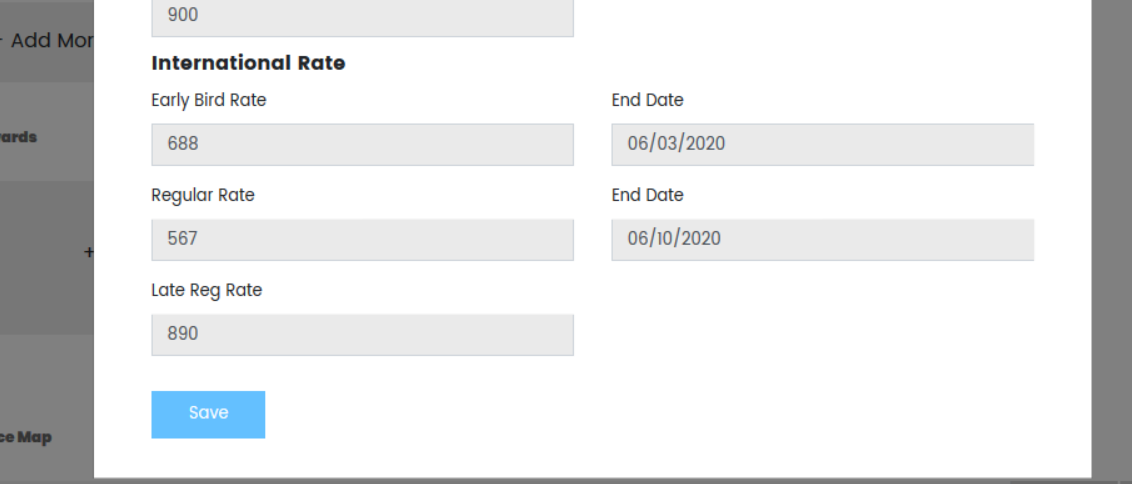 900
Add Mor
International Rate
Early Bird Rate
End Date
688
06/03/2020
ards
Regular Rate
End Date
567
06/10/2020
+
Late Reg Rate
890
Save
ce Map